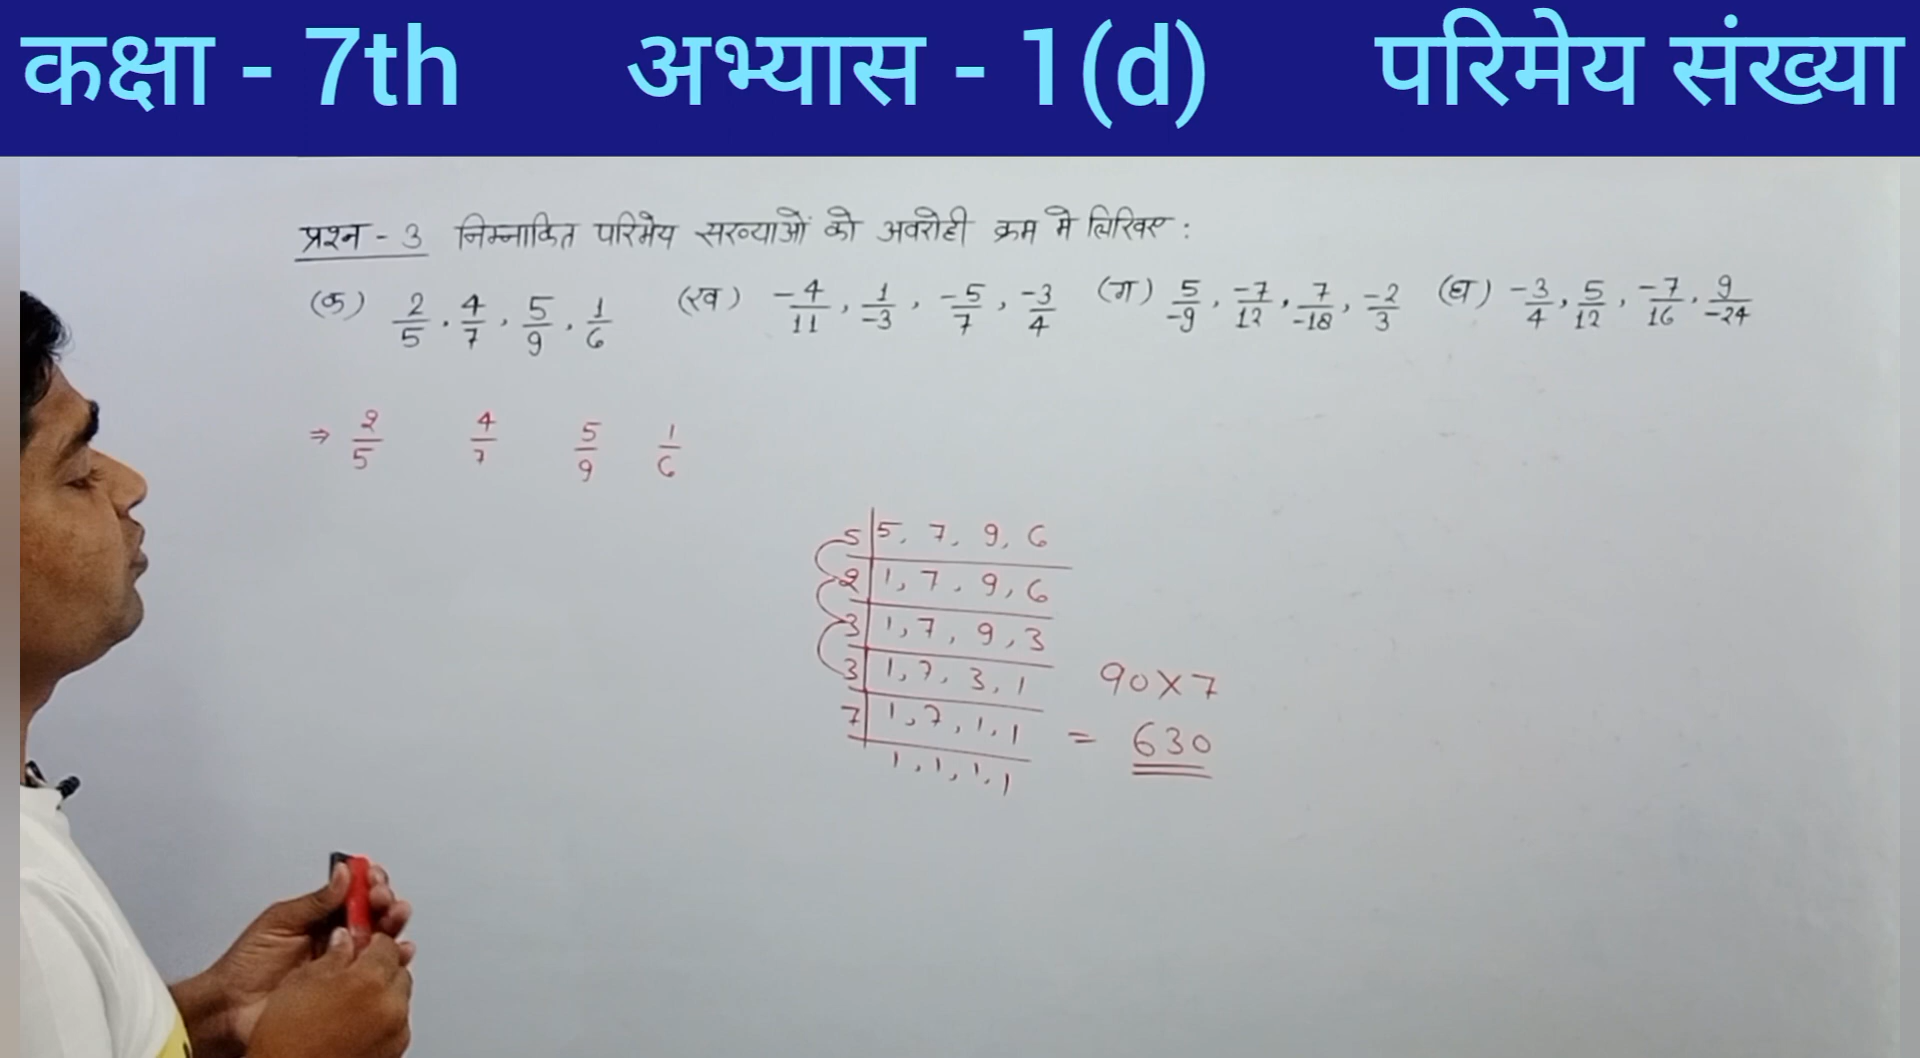 कक्षा - 7th अभ्यास - 1(d) परिमेय संख्या
प्रश्न - 3 निम्नाकित परिमेय सख्याओं को अवरोही क्रम मे लिखिए :
(क) 2/5, 4/7, 5/9, 1/6 (ख) -4/11, 1/-3, -5/7, -3/4 (ग) 5/-9, -7/12, 7/-18, -2/3 (घ) -3/4, 5/12, -7/16, 9/-24
⇒ 2/5 4/7 5/9 1/6
5 | 5, 7, 9, 6
2 | 1, 7, 9, 6
3 | 1, 7, 9, 3
3 | 1, 7, 3, 1
7 | 1, 7, 1, 1
1, 1, 1, 1
90 × 7
= 630